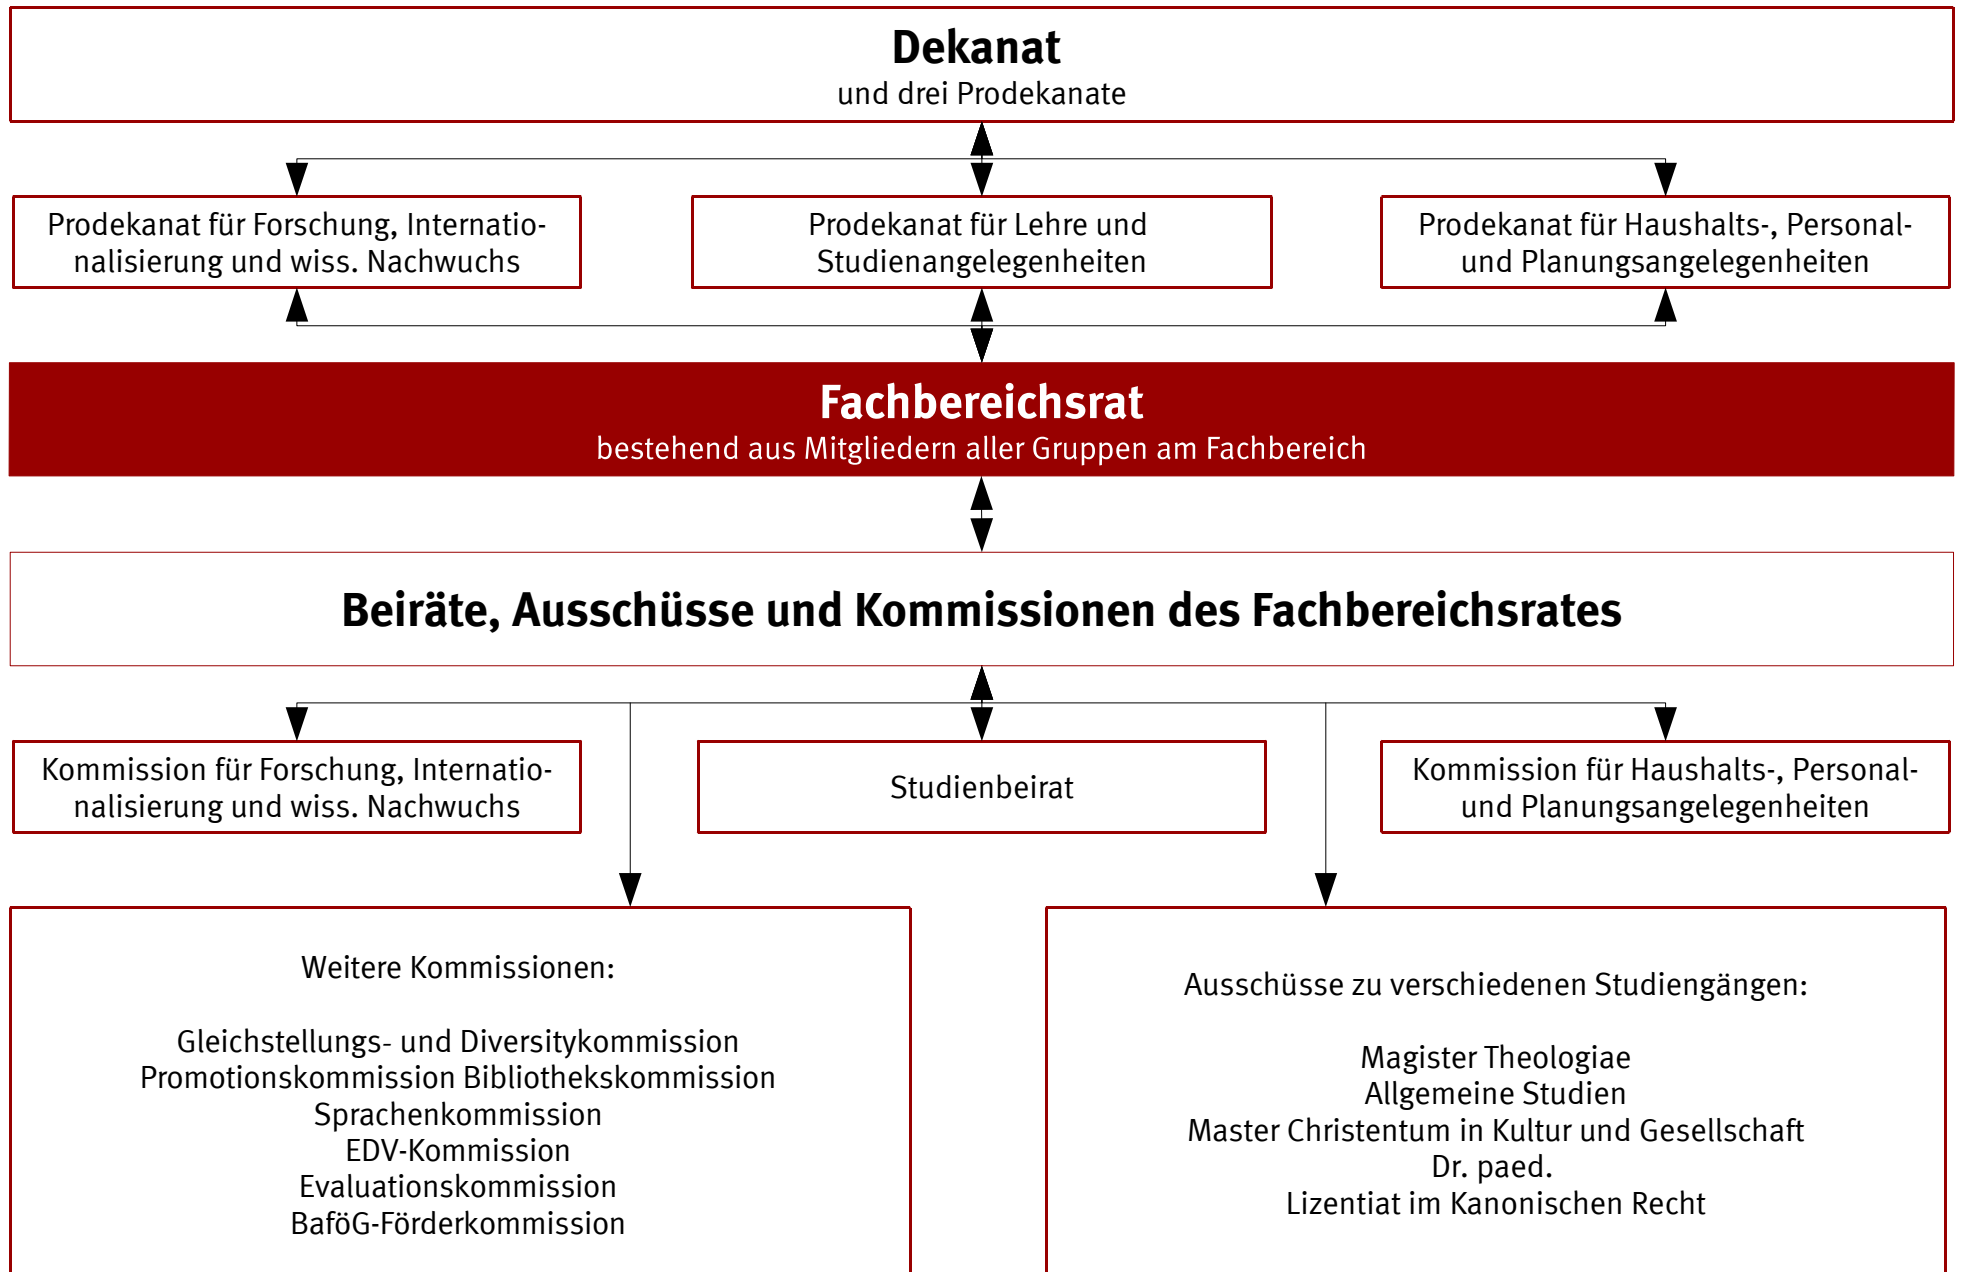 Dekanat
und drei Prodekanate
Prodekanat für Forschung, Internatio-
nalisierung und wiss. Nachwuchs
Prodekanat für Lehre und
Studienangelegenheiten
Prodekanat für Haushalts-, Personal-
und Planungsangelegenheiten
Fachbereichsrat
bestehend aus Mitgliedern aller Gruppen am Fachbereich
Beiräte, Ausschüsse und Kommissionen des Fachbereichsrates
Kommission für Forschung, Internatio-
nalisierung und wiss. Nachwuchs
Studienbeirat
Kommission für Haushalts-, Personal-
und Planungsangelegenheiten
Weitere Kommissionen:
Gleichstellungs- und Diversitykommission
Promotionskommission Bibliothekskommission
Sprachenkommission
EDV-Kommission
Evaluationskommission
BaföG-Förderkommission
Ausschüsse zu verschiedenen Studiengängen:
Magister Theologiae
Allgemeine Studien
Master Christentum in Kultur und Gesellschaft
Dr. paed.
Lizentiat im Kanonischen Recht